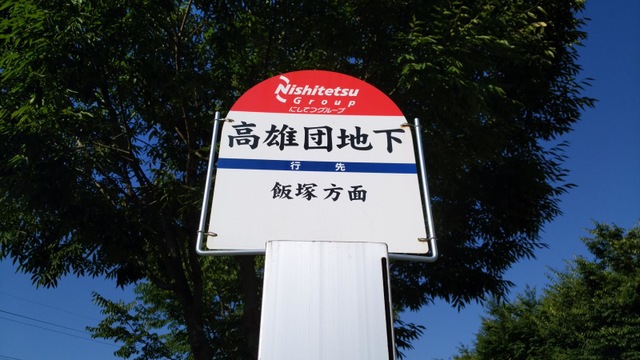 Nishitetsu
Group
にしてつグループ
高雄団地下
行先
飯塚方面